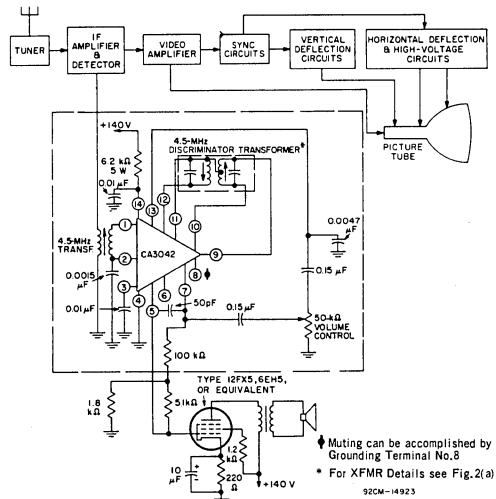 TUNER
IF
AMPLIFIER
&
DETECTOR
VIDEO
AMPLIFIER
SYNC
CIRCUITS
VERTICAL
DEFLECTION
CIRCUITS
HORIZONTAL DEFLECTION
& HIGH-VOLTAGE
CIRCUITS
PICTURE
TUBE
+140V
6.2 kΩ
5 W
0.01 μF
4.5-MHz
DISCRIMINATOR TRANSFORMER*
14
13
12
11
10
4.5-MHz
TRANSF.
1
2
3
4
5
6
7
8
9
CA3042
ϕ
0.0015
μF
0.01 μF
50pF
0.0047
μF
0.15 μF
0.15 μF
50-kΩ
VOLUME
CONTROL
100 kΩ
TYPE 12FX5, 6EH5,
OR EQUIVALENT
1.8
kΩ
5.1kΩ
1.2
kΩ
10
μF
220
Ω
+140V
ϕ Muting can be accomplished by
Grounding Terminal No.8
* For XFMR Details see Fig.2(a)
92CM-14923